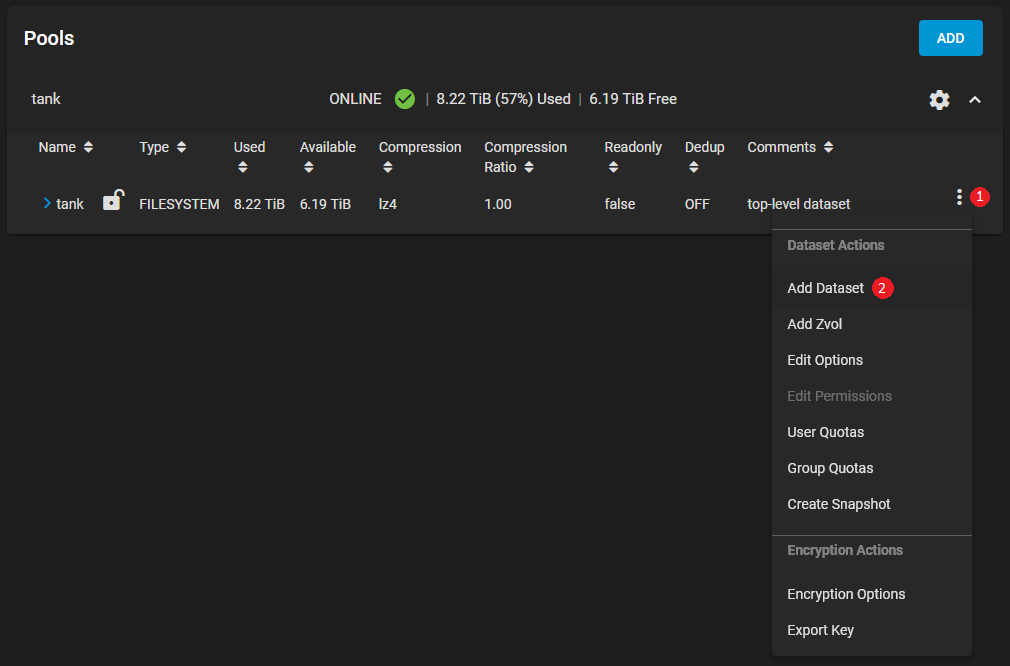 Pools
ADD
tank
ONLINE | 8.22 TiB (57%) Used | 6.19 TiB Free
Name Type Used Available Compression Compression Ratio Readonly Dedup Comments
tank FILESYSTEM 8.22 TiB 6.19 TiB lz4 1.00 false OFF top-level dataset
1
Dataset Actions
Add Dataset 2
Add Zvol
Edit Options
Edit Permissions
User Quotas
Group Quotas
Create Snapshot
Encryption Actions
Encryption Options
Export Key